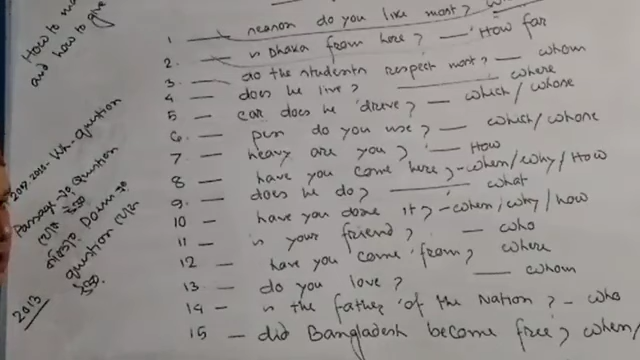 How to
and how to give
1 — reason do you like most?
2. — is Dhaka from here? — How far
3 — do the students respect most? — whom
4 — does he live? — where
5 — car does he drive? — which/whose
6 — pen do you use? — which/whose
7 — heavy are you? — How
8 — have you come here? - when/why/How
9. — does he do? — what
10 — have you done it? - when/why/how
11 — is your friend? — who
12 — have you come from? where
13 — do you love? — whom
14 — is the father of the Nation? — who
15 — did Bangladesh become free? when/
Wh-question
Passage question
question
2013